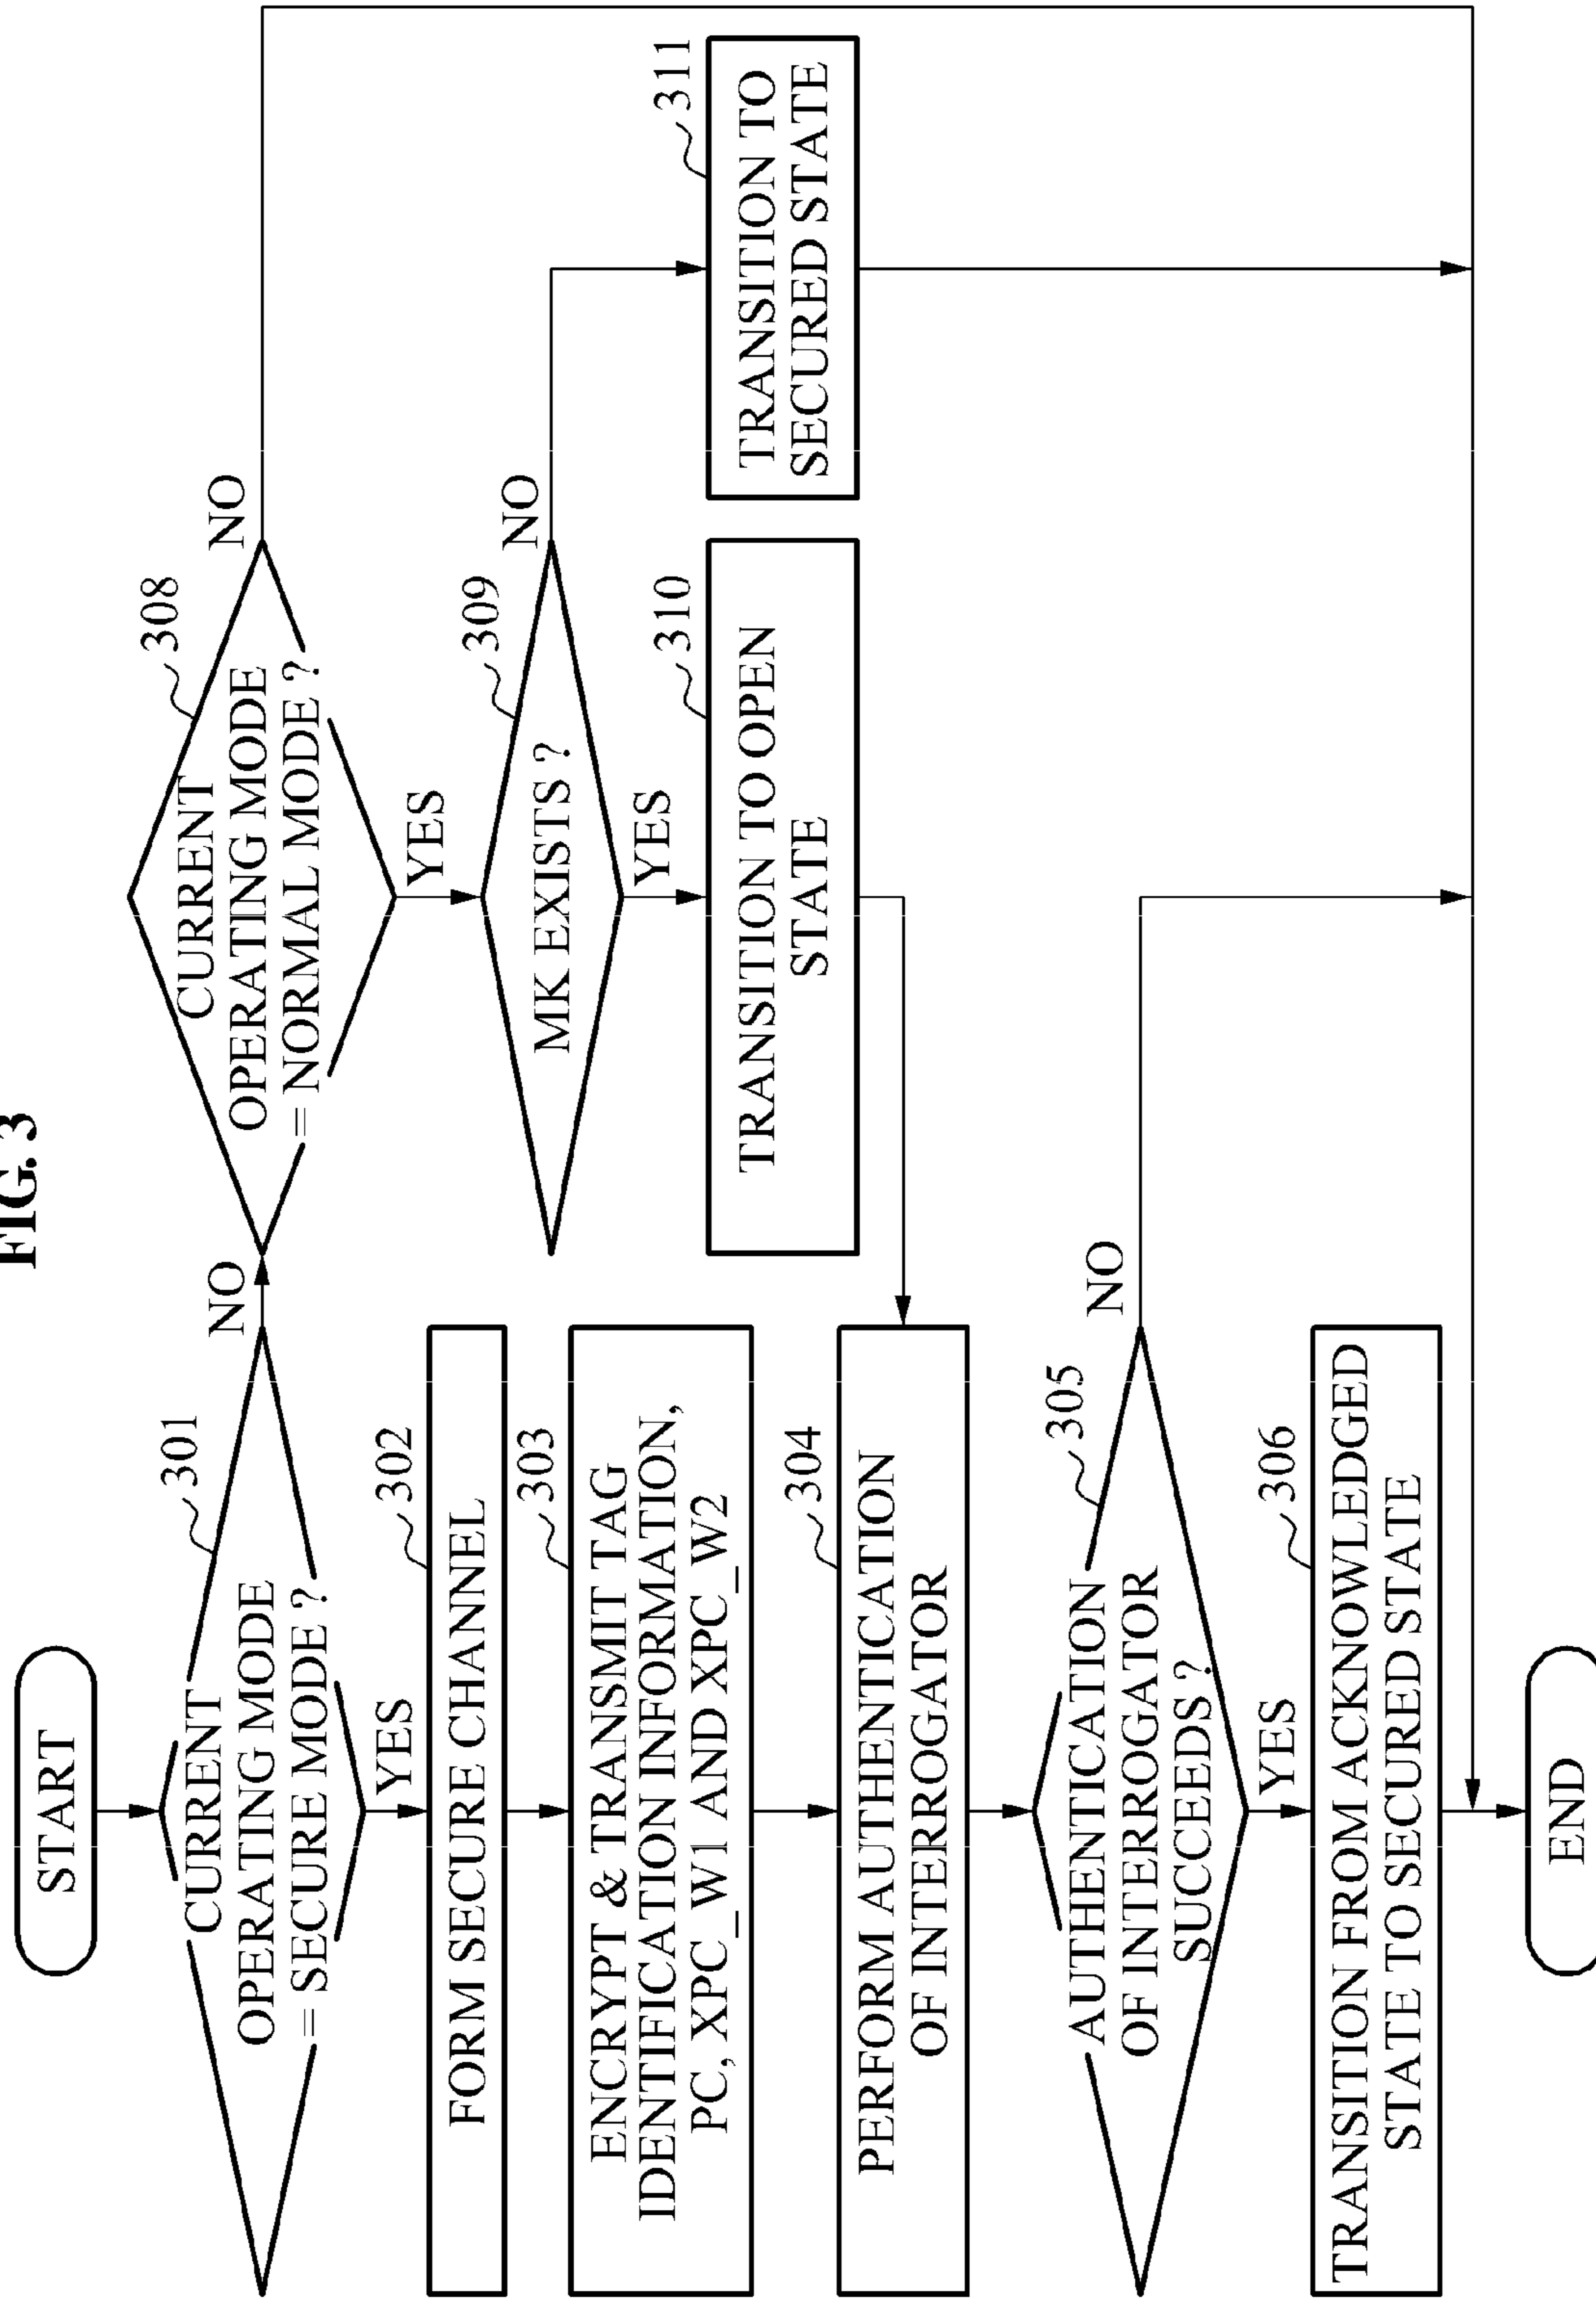 FIG. 3
START
301
CURRENT
OPERATING MODE
= SECURE MODE ?
NO
YES
302
FORM SECURE CHANNEL
303
ENCRYPT & TRANSMIT TAG
IDENTIFICATION INFORMATION,
PC, XPC_W1 AND XPC_W2
304
PERFORM AUTHENTICATION
OF INTERROGATOR
305
AUTHENTICATION
OF INTERROGATOR
SUCCEEDS ?
NO
YES
306
TRANSITION FROM ACKNOWLEDGED
STATE TO SECURED STATE
END
308
CURRENT
OPERATING MODE
= NORMAL MODE ?
NO
YES
309
MK EXISTS ?
NO
YES
310
TRANSITION TO OPEN
STATE
311
TRANSITION TO
SECURED STATE